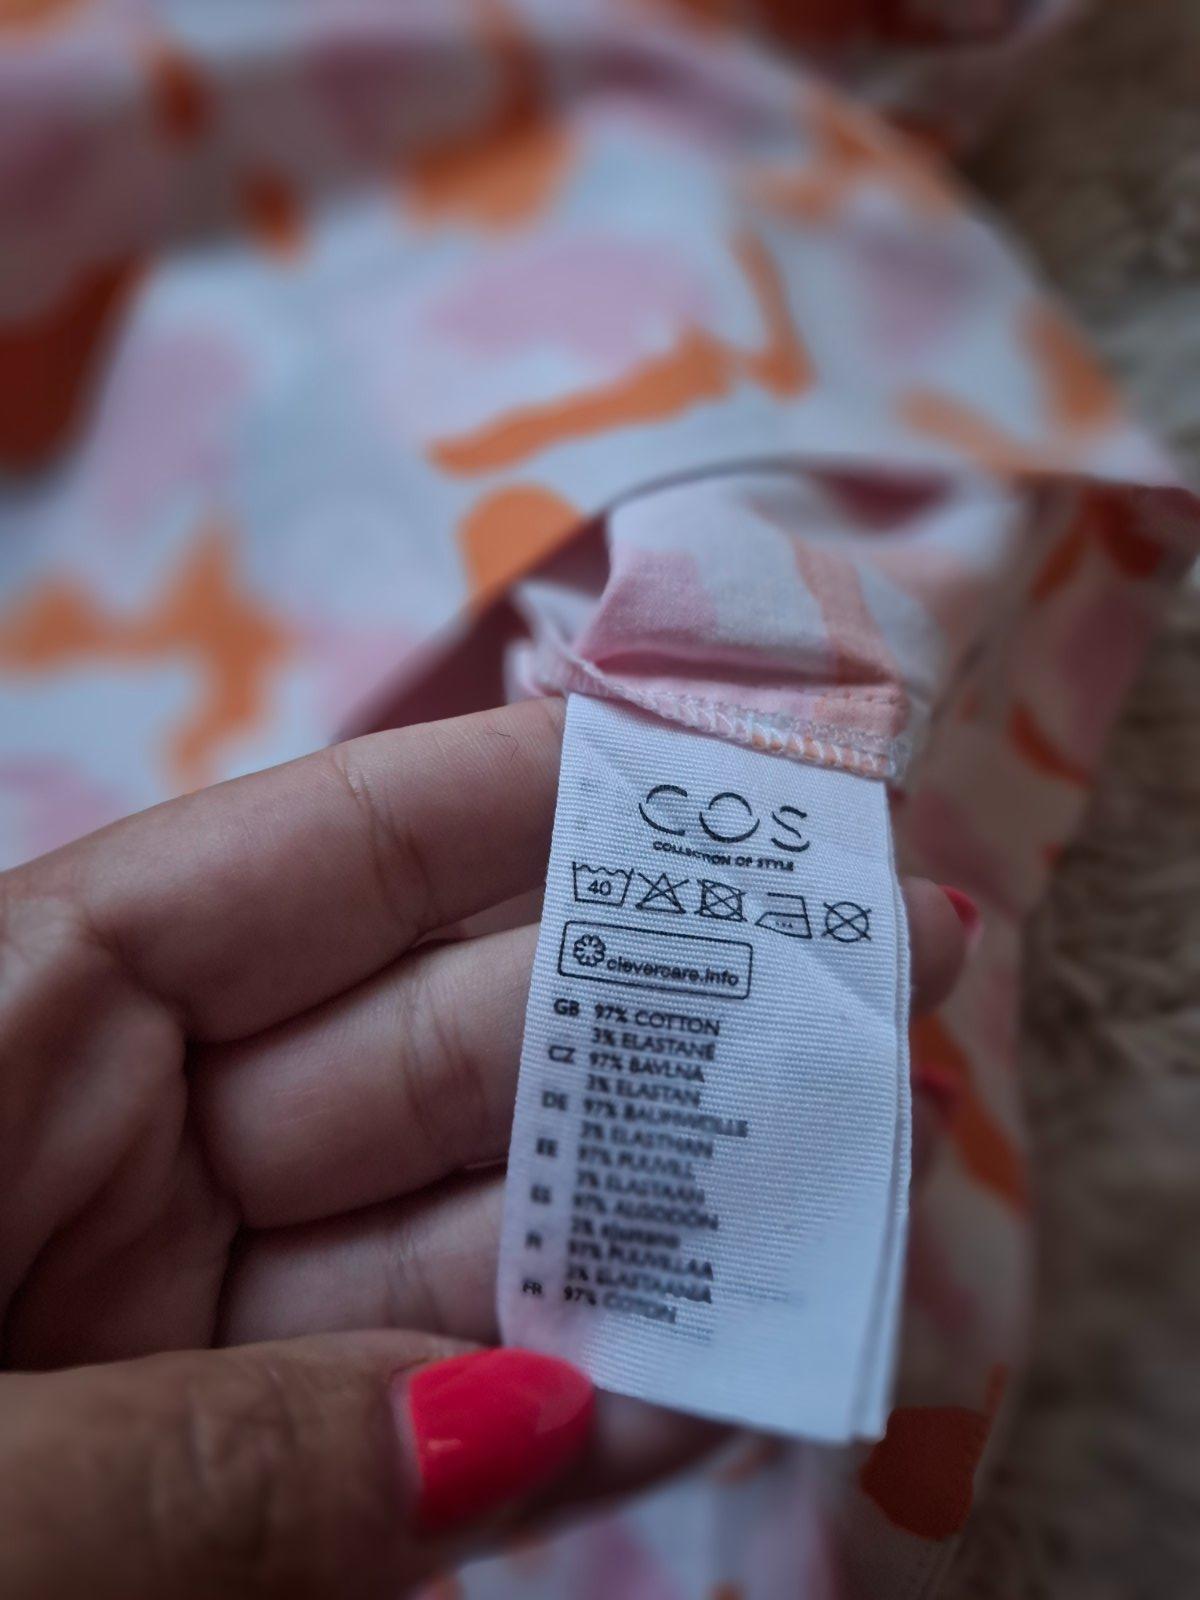 COS
COLLECTION OF STYLE
40
clevercare.info
GB 97% COTTON
3% ELASTANE
CZ 97% BAVLNA
3% ELASTAN
DE 97% BAUMWOLLE
3% ELASTHAN
EE 97% PUUVILL
3% ELASTAAN
ES 97% ALGODÓN
3%
FI 97% PUUVILLAA
3% ELASTAANIA
FR 97% COTON